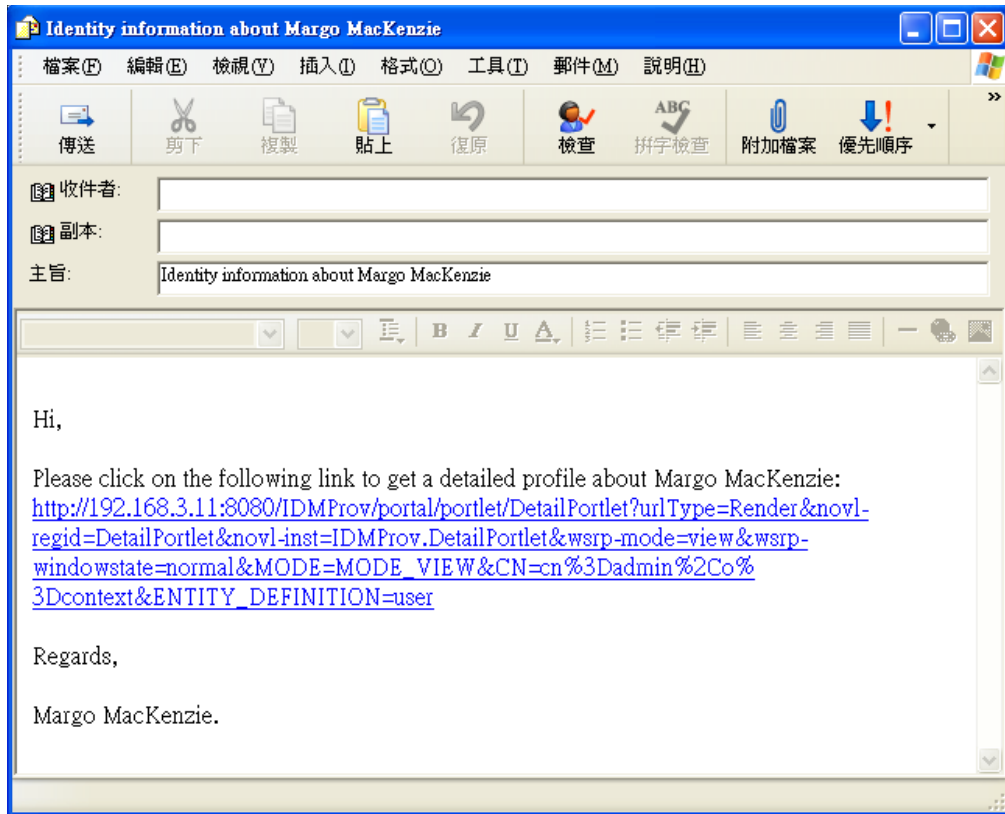 Identity information about Margo MacKenzie
檔案(F) 編輯(E) 檢視(V) 插入(I) 格式(O) 工具(T) 郵件(M) 說明(H)
ABC
傳送 剪下 複製 貼上 復原 檢查 拼字檢查 附加檔案 優先順序
收件者:
副本:
主旨: Identity information about Margo MacKenzie
B I U A
Hi,
Please click on the following link to get a detailed profile about Margo MacKenzie:
http://192.168.3.11:8080/IDMProv/portal/portlet/DetailPortlet?urlType=Render&novl-
regid=DetailPortlet&novl-inst=IDMProv.DetailPortlet&wsrp-mode=view&wsrp-
windowstate=normal&MODE=MODE_VIEW&CN=cn%3Dadmin%2Co%
3Dcontext&ENTITY_DEFINITION=user
Regards,
Margo MacKenzie.